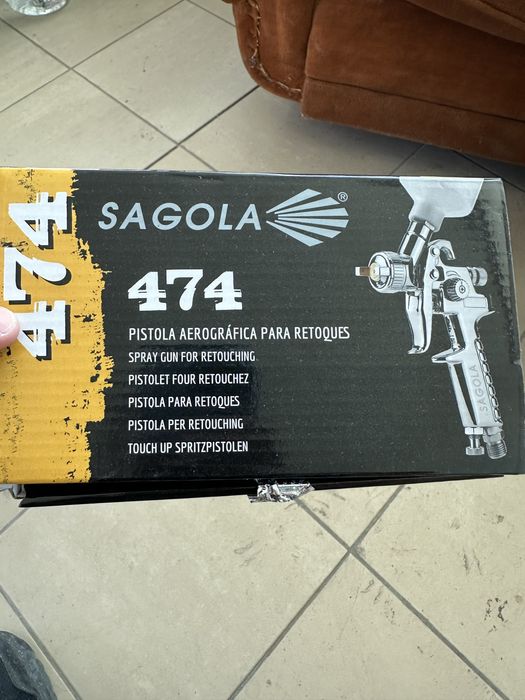 474
SAGOLA®
474
PISTOLA AEROGRÁFICA PARA RETOQUES
SPRAY GUN FOR RETOUCHING
PISTOLET FOUR RETOUCHEZ
PISTOLA PARA RETOQUES
PISTOLA PER RETOUCHING
TOUCH UP SPRITZPISTOLEN
SAGOLA